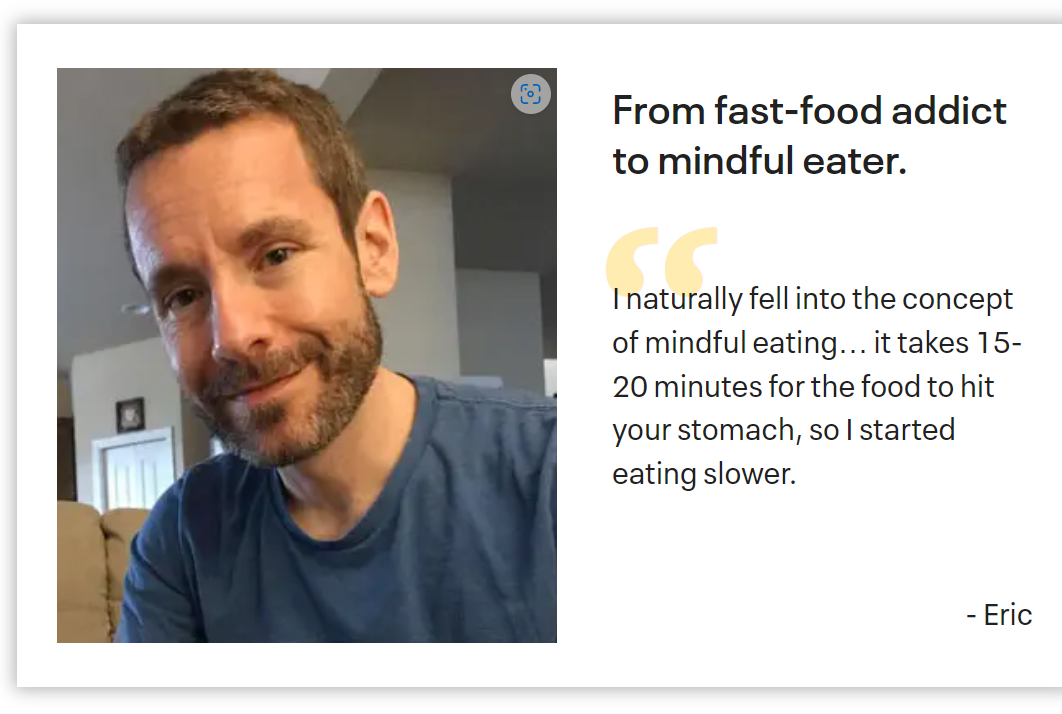 From fast-food addict
to mindful eater.
“
I naturally fell into the concept
of mindful eating… it takes 15-
20 minutes for the food to hit
your stomach, so I started
eating slower.
- Eric